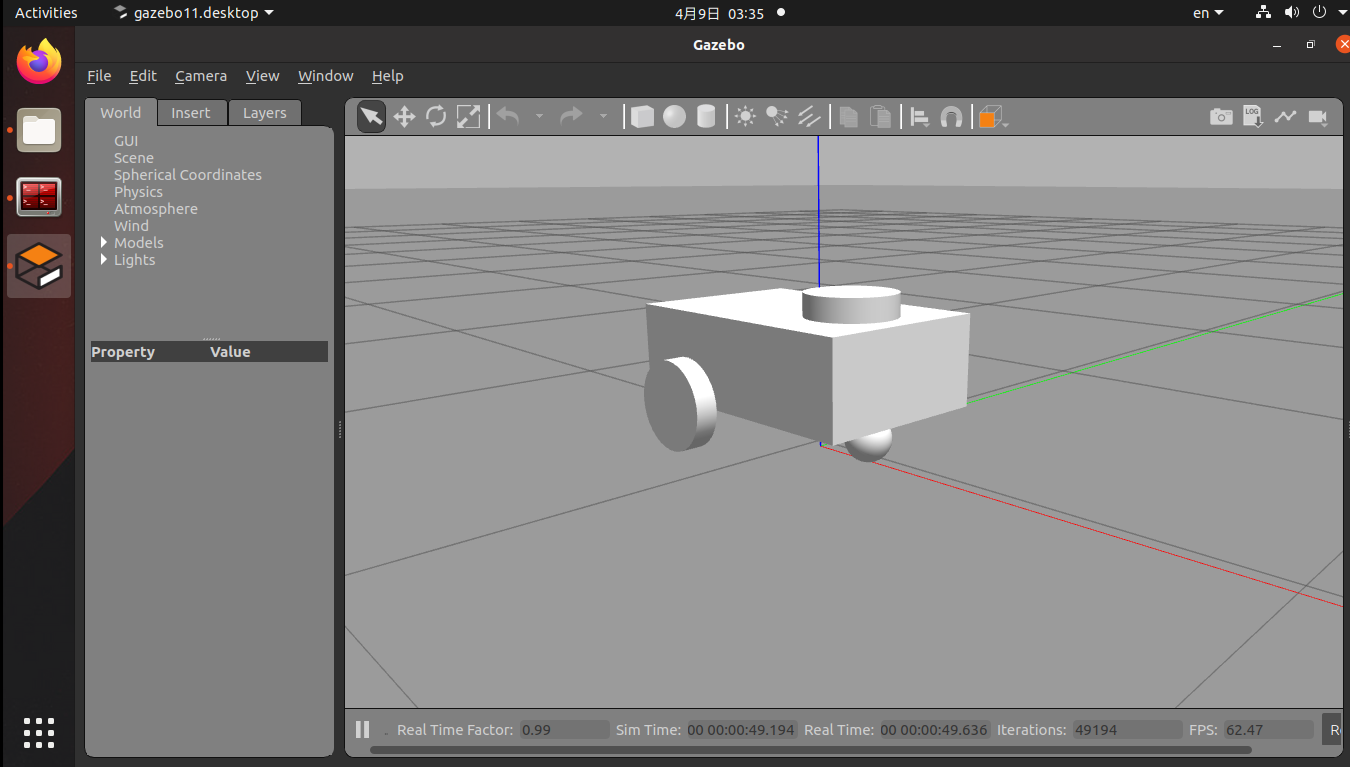 Activities gazebo11.desktop 4月9日 03:35 en
Gazebo
File Edit Camera View Window Help
World Insert Layers
GUI
Scene
Spherical Coordinates
Physics
Atmosphere
Wind
Models
Lights
Property Value
LOG
Real Time Factor: 0.99 Sim Time: 00 00:00:49.194 Real Time: 00 00:00:49.636 Iterations: 49194 FPS: 62.47 R